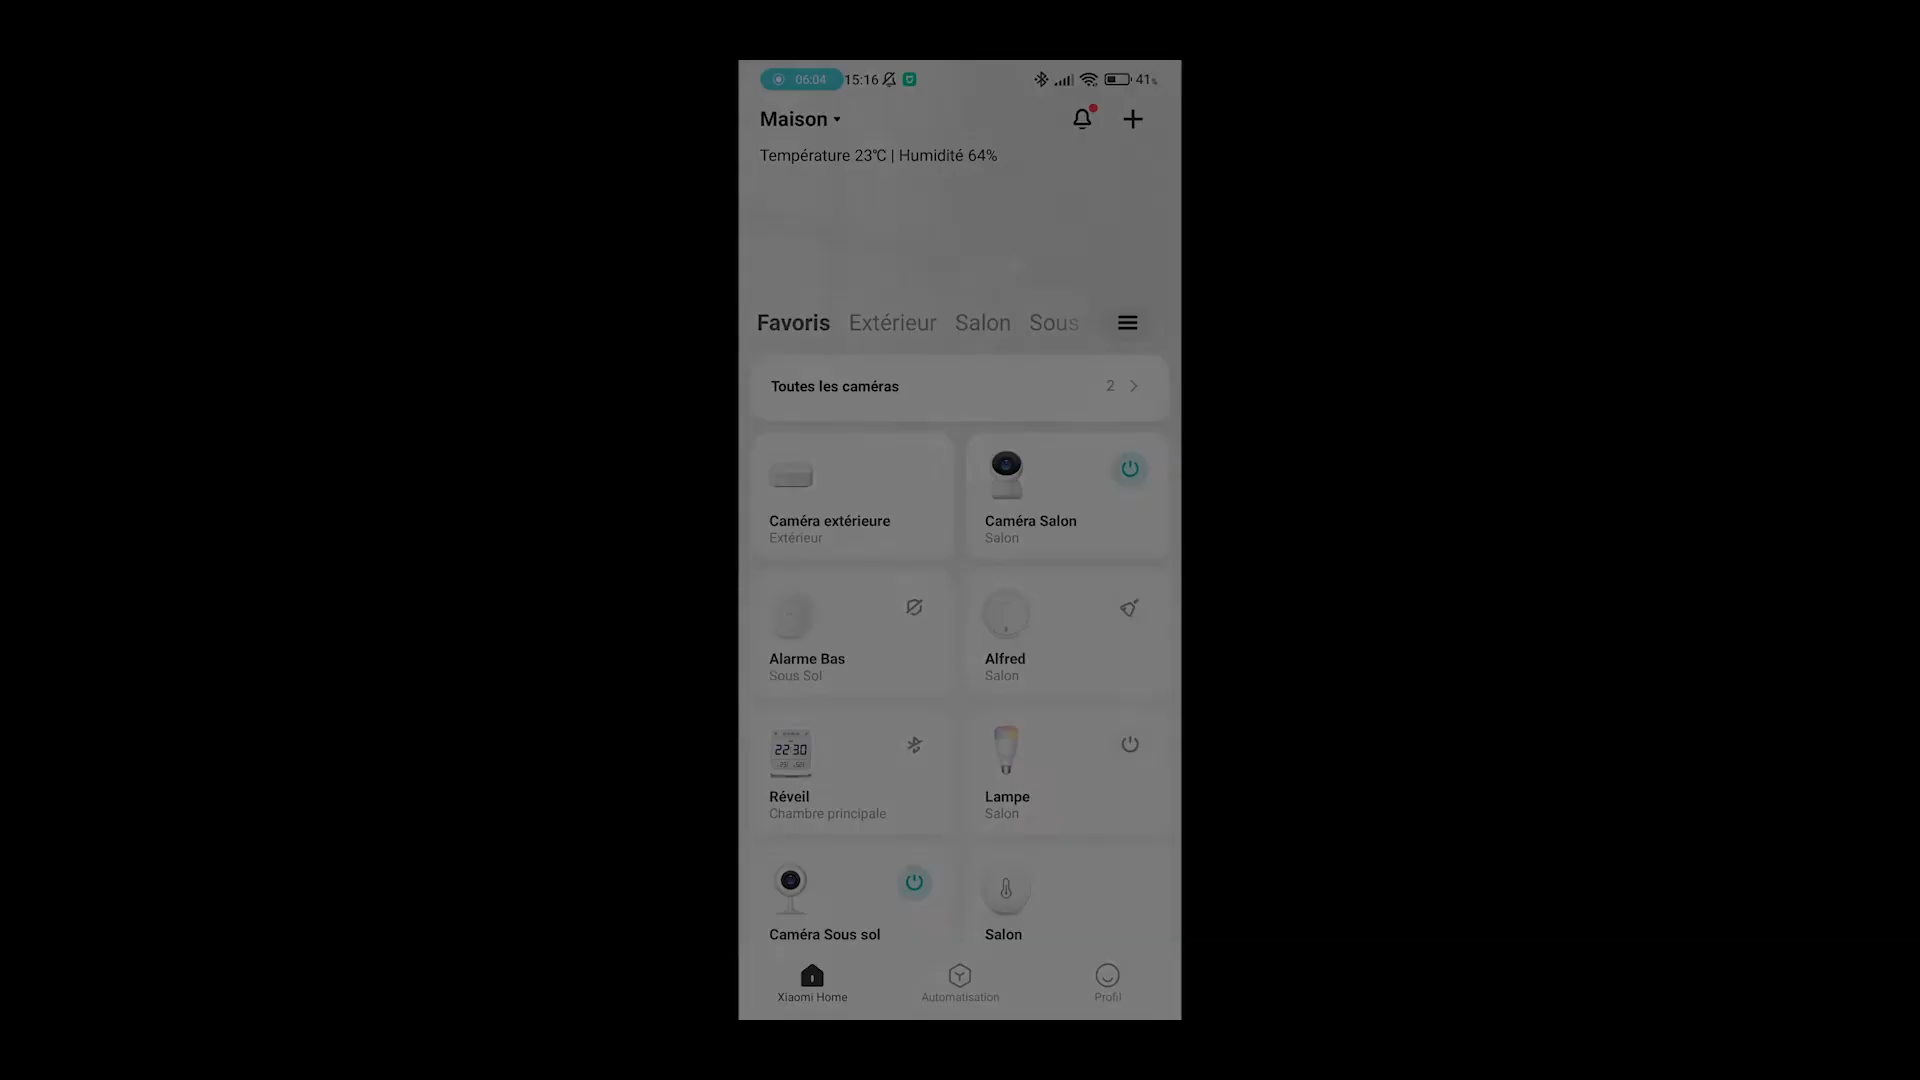 06:04 15:16 41%
Maison
Température 23℃ | Humidité 64%
Favoris Extérieur Salon Sous
Toutes les caméras 2
Caméra extérieure
Extérieur
Caméra Salon
Salon
Alarme Bas
Sous Sol
Alfred
Salon
22:30
Réveil
Chambre principale
Lampe
Salon
Caméra Sous sol
Salon
Xiaomi Home
Automatisation
Profil